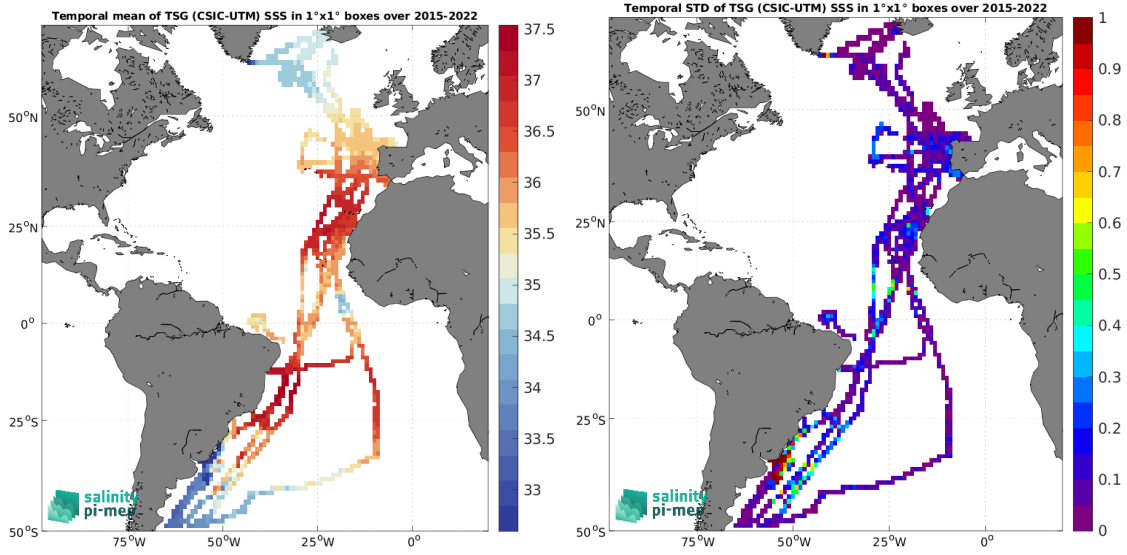 Temporal mean of TSG (CSIC-UTM) SSS in 1°x1° boxes over 2015-2022
50°N
25°N
0°
25°S
50°S
75°W
50°W
25°W
0°
37.5
37
36.5
36
35.5
35
34.5
34
33.5
33
salinity
pi-mep
Temporal STD of TSG (CSIC-UTM) SSS in 1°x1° boxes over 2015-2022
50°N
25°N
0°
25°S
50°S
75°W
50°W
25°W
0°
1
0.9
0.8
0.7
0.6
0.5
0.4
0.3
0.2
0.1
0
salinity
pi-mep